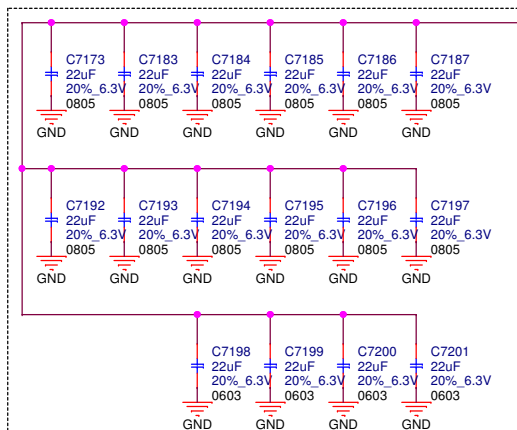 C7173
22uF
20%_6.3V
0805
GND
C7183
22uF
20%_6.3V
0805
GND
C7184
22uF
20%_6.3V
0805
GND
C7185
22uF
20%_6.3V
0805
GND
C7186
22uF
20%_6.3V
0805
GND
C7187
22uF
20%_6.3V
0805
GND
C7192
22uF
20%_6.3V
0805
GND
C7193
22uF
20%_6.3V
0805
GND
C7194
22uF
20%_6.3V
0805
GND
C7195
22uF
20%_6.3V
0805
GND
C7196
22uF
20%_6.3V
0805
GND
C7197
22uF
20%_6.3V
0805
GND
C7198
22uF
20%_6.3V
0603
GND
C7199
22uF
20%_6.3V
0603
GND
C7200
22uF
20%_6.3V
0603
GND
C7201
22uF
20%_6.3V
0603
GND